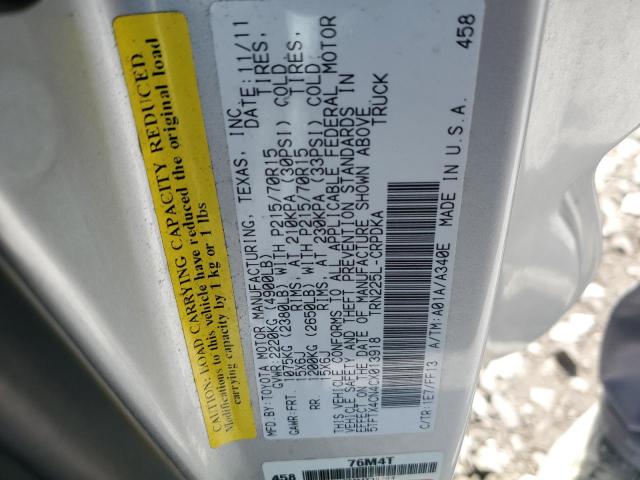 CAUTION: LOAD CARRYING CAPACITY REDUCED
Modifications to this vehicle have reduced the original load
carrying capacity by 1 kg or 1 lbs
MFD BY:TOYOTA MOTOR MANUFACTURING, TEXAS, INC. DATE: 11/11
GVWR: 2220KG (4900LB)
GAWR:FRT. 1075KG (2380LB) WITH P215/70R15 TIRES,
15X6J RIMS AT 210KPA (30PSI) COLD.
RR. 1200KG (2650LB) WITH P215/70R15 TIRES,
15X6J RIMS AT 230KPA (33PSI) COLD.
THIS VEHICLE CONFORMS TO ALL APPLICABLE FEDERAL MOTOR
VEHICLE SAFETY AND THEFT PREVENTION STANDARDS IN
EFFECT ON THE DATE OF MANUFACTURE SHOWN ABOVE.
5TFTX4CN4CX013918 TRN225L-CRPDKA TRUCK
C/TR:1E7/FF13 A/TM:A01A/A340E MADE IN U.S.A. 458
458 76M4T